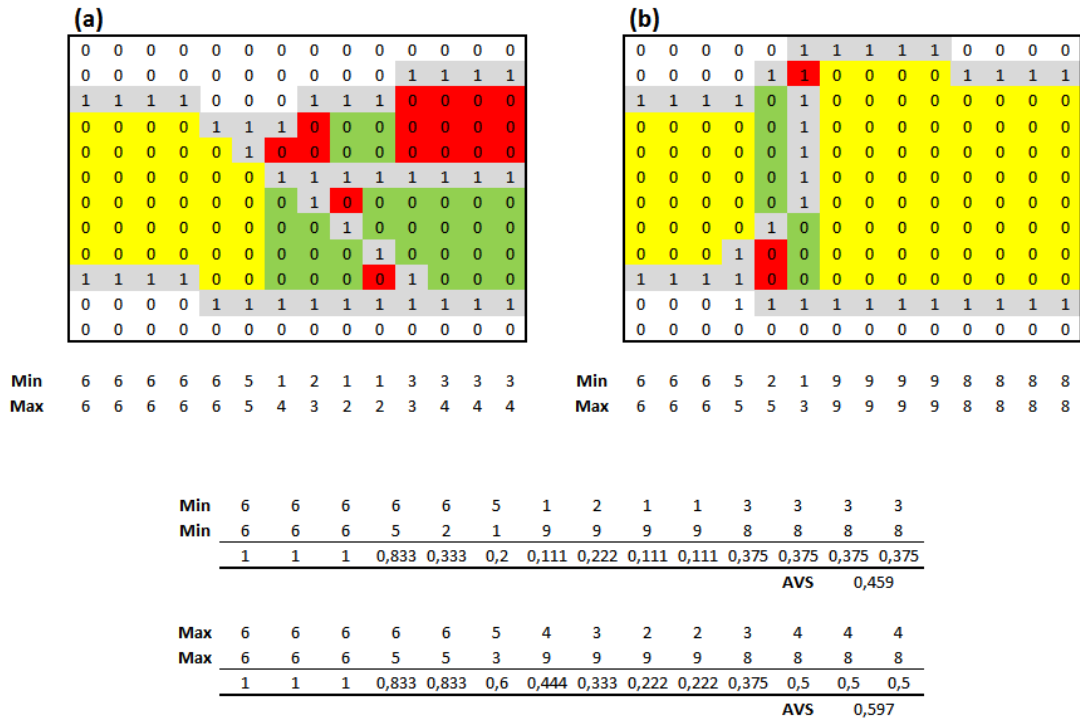 (a) (b)
0 0 0 0 0 0 0 0 0 0 0 0 0 0 0 0 0 0 0 1 1 1 1 1 0 0 0 0
0 0 0 0 0 0 0 0 0 0 1 1 1 1 0 0 0 0 1 1 0 0 0 0 1 1 1 1
1 1 1 1 0 0 0 1 1 1 0 0 0 0 1 1 1 1 0 1 0 0 0 0 0 0 0 0
0 0 0 0 1 1 1 0 0 0 0 0 0 0 0 0 0 0 0 1 0 0 0 0 0 0 0 0
0 0 0 0 0 1 0 0 0 0 0 0 0 0 0 0 0 0 0 1 0 0 0 0 0 0 0 0
0 0 0 0 0 0 1 1 1 1 1 1 1 1 0 0 0 0 0 1 0 0 0 0 0 0 0 0
0 0 0 0 0 0 0 1 0 0 0 0 0 0 0 0 0 0 0 1 0 0 0 0 0 0 0 0
0 0 0 0 0 0 0 0 1 0 0 0 0 0 0 0 0 0 1 0 0 0 0 0 0 0 0 0
0 0 0 0 0 0 0 0 0 1 0 0 0 0 0 0 0 1 0 0 0 0 0 0 0 0 0 0
1 1 1 1 0 0 0 0 0 0 1 0 0 0 1 1 1 1 0 0 0 0 0 0 0 0 0 0
0 0 0 0 1 1 1 1 1 1 1 1 1 1 0 0 0 1 1 1 1 1 1 1 1 1 1 1
0 0 0 0 0 0 0 0 0 0 0 0 0 0 0 0 0 0 0 0 0 0 0 0 0 0 0 0
Min 6 6 6 6 6 5 1 2 1 1 3 3 3 3 Min 6 6 6 5 2 1 9 9 9 9 8 8 8 8
Max 6 6 6 6 6 5 4 3 2 2 3 4 4 4 Max 6 6 6 5 5 3 9 9 9 9 8 8 8 8
Min 6 6 6 6 6 5 1 2 1 1 3 3 3 3
Min 6 6 6 5 2 1 9 9 9 9 8 8 8 8
1 1 1 0,833 0,333 0,2 0,111 0,222 0,111 0,111 0,375 0,375 0,375 0,375
AVS 0,459
Max 6 6 6 6 6 5 4 3 2 2 3 4 4 4
Max 6 6 6 5 5 3 9 9 9 9 8 8 8 8
1 1 1 0,833 0,833 0,6 0,444 0,333 0,222 0,222 0,375 0,5 0,5 0,5
AVS 0,597